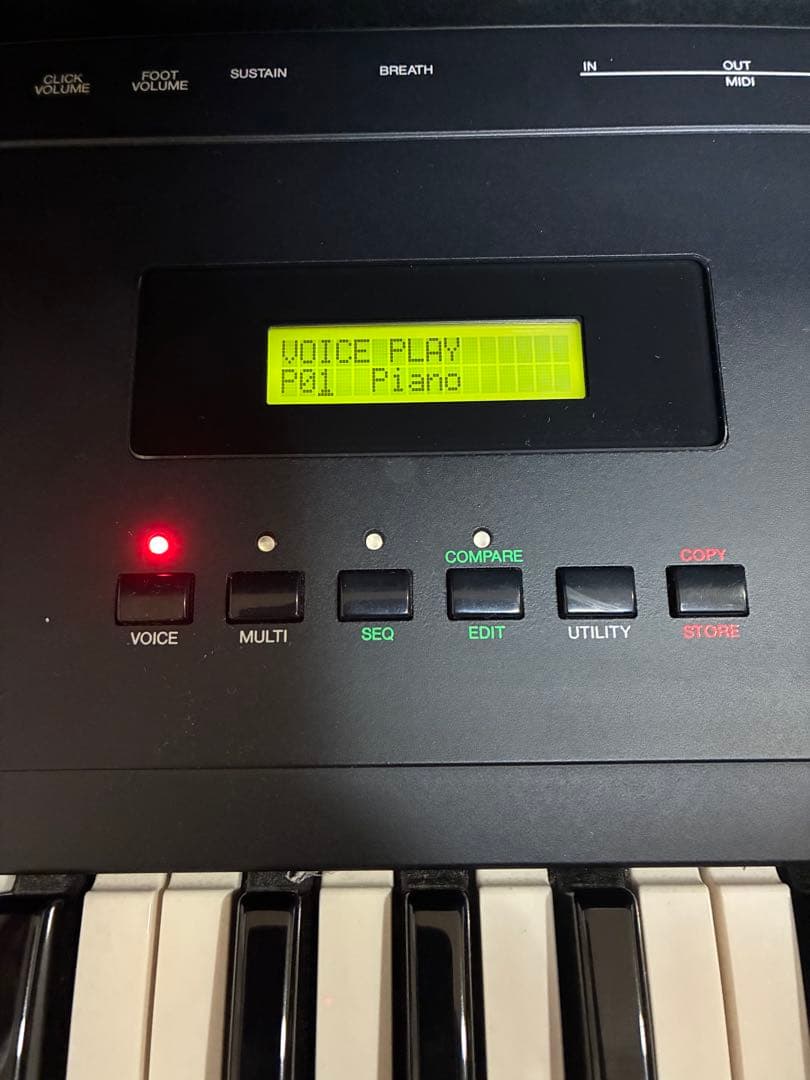 CLICK VOLUME
FOOT VOLUME
SUSTAIN
BREATH
IN
OUT
MIDI
VOICE PLAY
P01 Piano
COMPARE
COPY
VOICE
MULTI
SEQ
EDIT
UTILITY
STORE